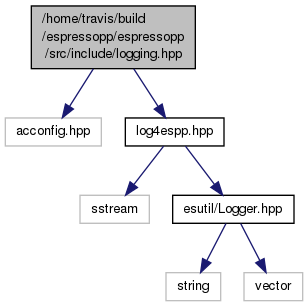 /home/travis/build
/espressopp/espressopp
/src/include/logging.hpp
acconfig.hpp
log4espp.hpp
sstream
esutil/Logger.hpp
string
vector